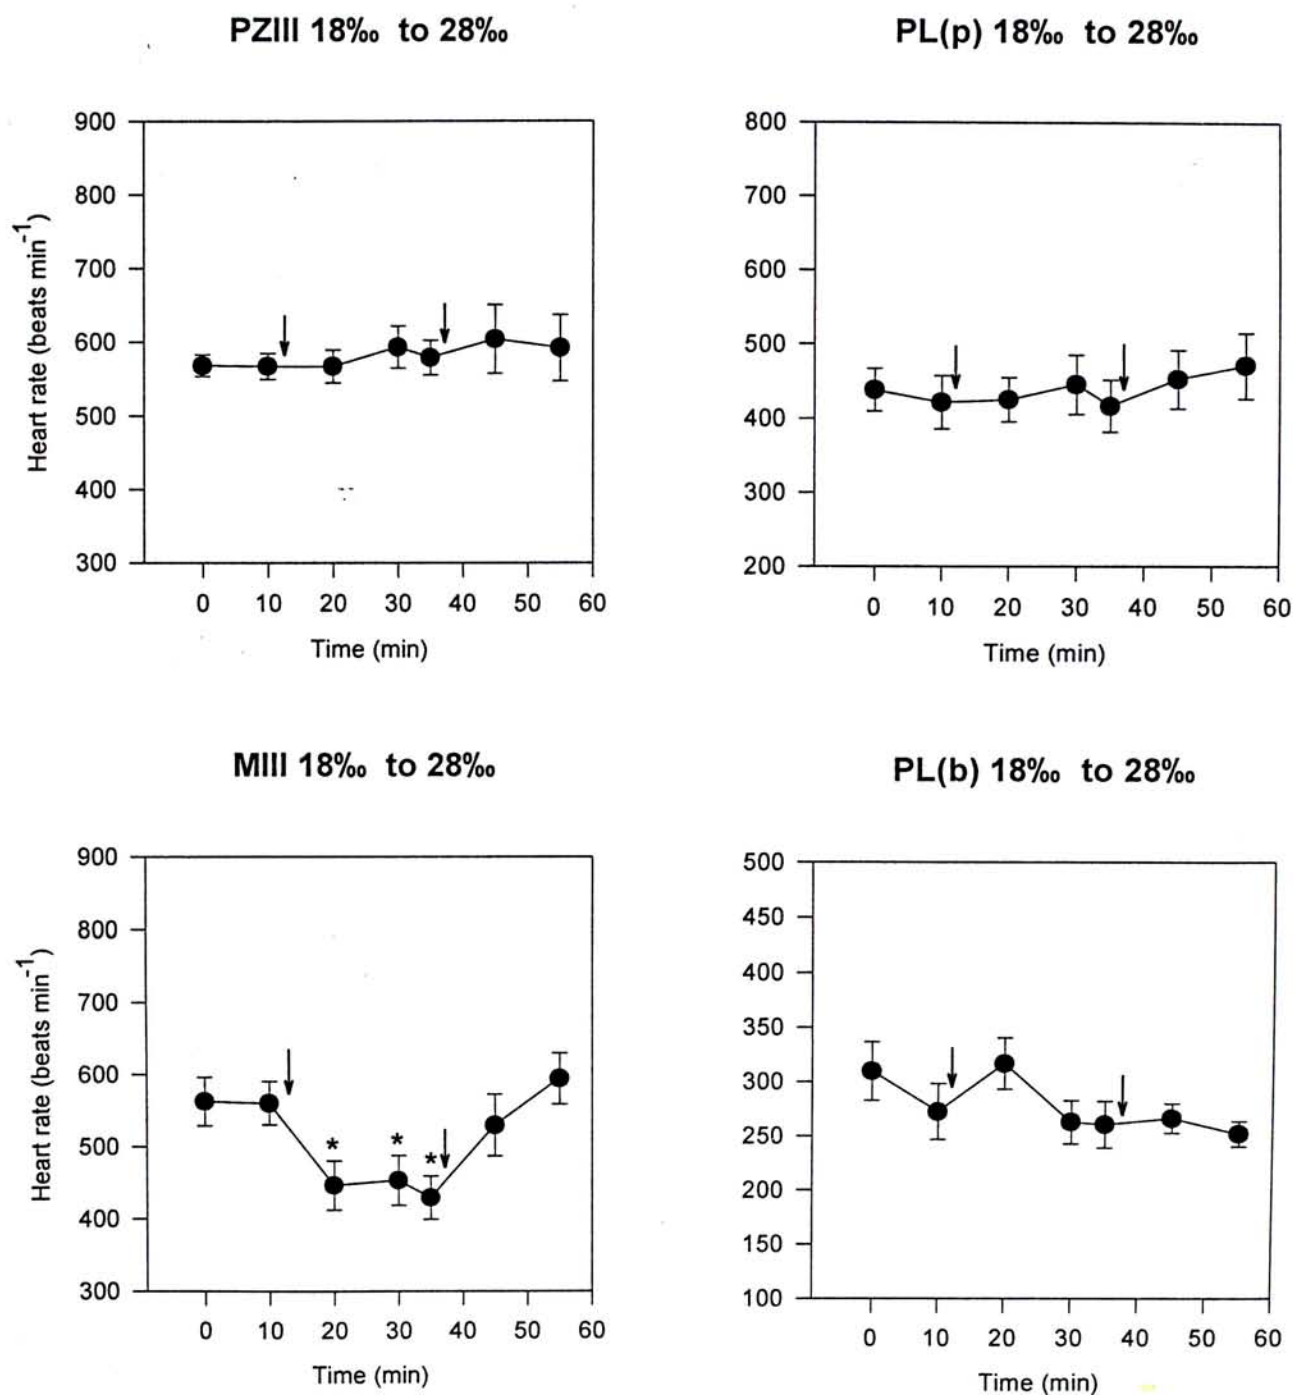 PZIII 18‰ to 28‰
900
800
700
600
500
400
300
Heart rate (beats min⁻¹)
0 10 20 30 40 50 60
Time (min)
PL(p) 18‰ to 28‰
800
700
600
500
400
300
200
0 10 20 30 40 50 60
Time (min)
MIII 18‰ to 28‰
900
800
700
600
500
400
300
Heart rate (beats min⁻¹)
* * *
0 10 20 30 40 50 60
Time (min)
PL(b) 18‰ to 28‰
500
450
400
350
300
250
200
150
100
0 10 20 30 40 50 60
Time (min)